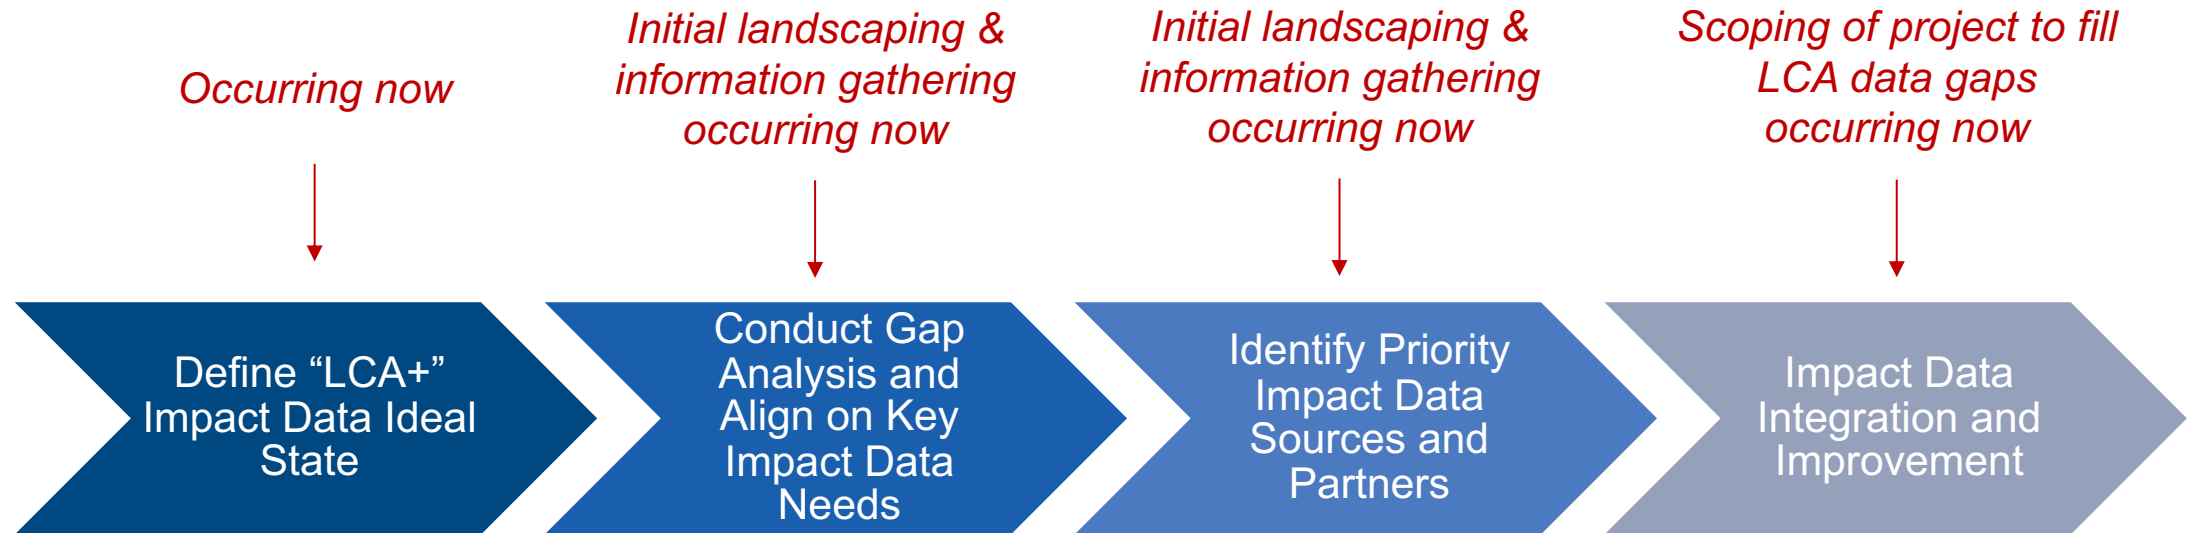 Occurring now
Initial landscaping &
information gathering
occurring now
Initial landscaping &
information gathering
occurring now
Scoping of project to fill
LCA data gaps
occurring now
Define “LCA+”
Impact Data Ideal
State
Conduct Gap
Analysis and
Align on Key
Impact Data
Needs
Identify Priority
Impact Data
Sources and
Partners
Impact Data
Integration and
Improvement